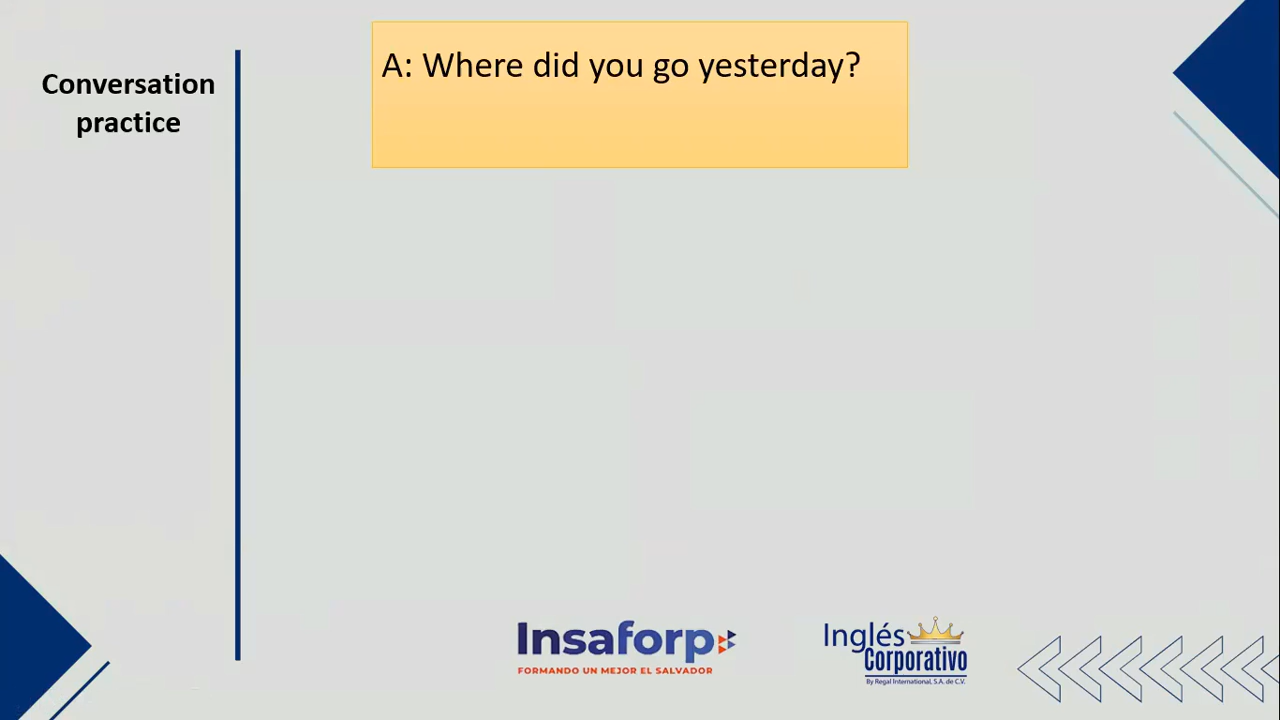 Conversation
practice
A: Where did you go yesterday?
Insaforp
FORMANDO UN MEJOR EL SALVADOR
Inglés
Corporativo
By Regal International, S.A. de C.V.